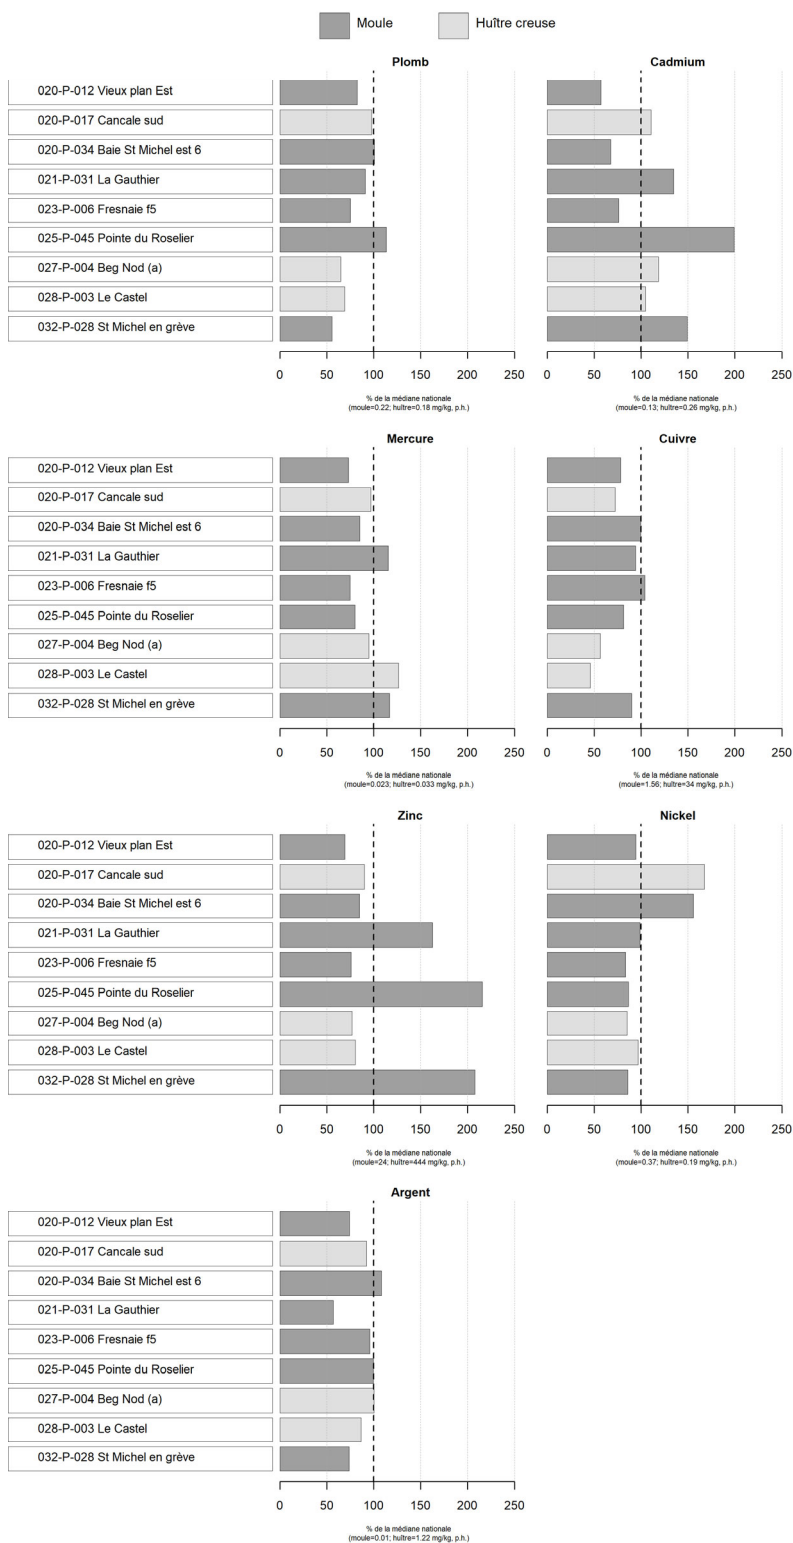 Moule
Huître creuse
Plomb
Cadmium
020-P-012 Vieux plan Est
020-P-017 Cancale sud
020-P-034 Baie St Michel est 6
021-P-031 La Gauthier
023-P-006 Fresnaie f5
025-P-045 Pointe du Roselier
027-P-004 Beg Nod (a)
028-P-003 Le Castel
032-P-028 St Michel en grève
0 50 100 150 200 250
0 50 100 150 200 250
% de la médiane nationale
(moule=0.22; huître=0.18 mg/kg, p.h.)
% de la médiane nationale
(moule=0.13; huître=0.26 mg/kg, p.h.)
Mercure
Cuivre
020-P-012 Vieux plan Est
020-P-017 Cancale sud
020-P-034 Baie St Michel est 6
021-P-031 La Gauthier
023-P-006 Fresnaie f5
025-P-045 Pointe du Roselier
027-P-004 Beg Nod (a)
028-P-003 Le Castel
032-P-028 St Michel en grève
0 50 100 150 200 250
0 50 100 150 200 250
% de la médiane nationale
(moule=0.023; huître=0.033 mg/kg, p.h.)
% de la médiane nationale
(moule=1.56; huître=34 mg/kg, p.h.)
Zinc
Nickel
020-P-012 Vieux plan Est
020-P-017 Cancale sud
020-P-034 Baie St Michel est 6
021-P-031 La Gauthier
023-P-006 Fresnaie f5
025-P-045 Pointe du Roselier
027-P-004 Beg Nod (a)
028-P-003 Le Castel
032-P-028 St Michel en grève
0 50 100 150 200 250
0 50 100 150 200 250
% de la médiane nationale
(moule=24; huître=444 mg/kg, p.h.)
% de la médiane nationale
(moule=0.37; huître=0.19 mg/kg, p.h.)
Argent
020-P-012 Vieux plan Est
020-P-017 Cancale sud
020-P-034 Baie St Michel est 6
021-P-031 La Gauthier
023-P-006 Fresnaie f5
025-P-045 Pointe du Roselier
027-P-004 Beg Nod (a)
028-P-003 Le Castel
032-P-028 St Michel en grève
0 50 100 150 200 250
% de la médiane nationale
(moule=0.01; huître=1.22 mg/kg, p.h.)